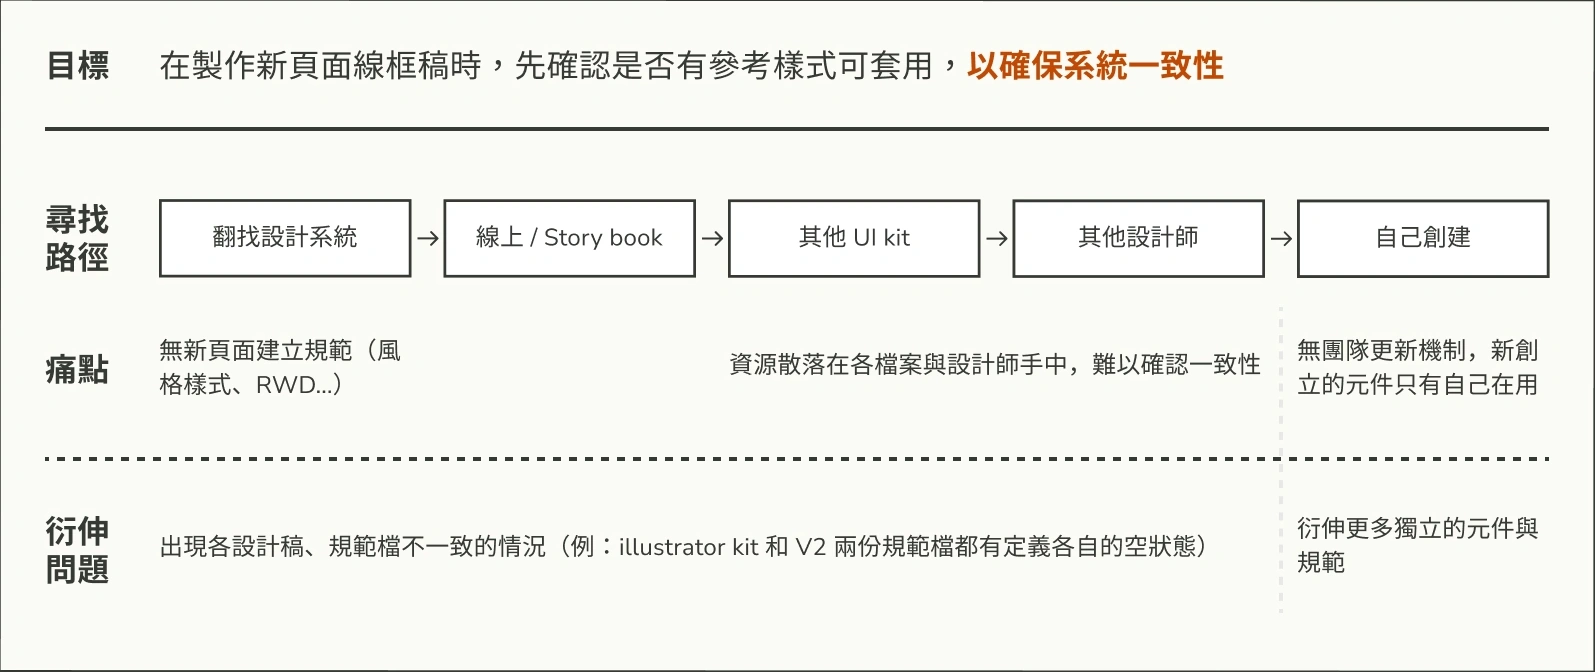 目標
在製作新頁面線框稿時，先確認是否有參考樣式可套用，以確保系統一致性
尋找
路徑
翻找設計系統 → 線上 / Story book → 其他 UI kit → 其他設計師 → 自己創建
痛點
無新頁面建立規範（風
格樣式、RWD...）
資源散落在各檔案與設計師手中，難以確認一致性
無團隊更新機制，新創
立的元件只有自己在用
衍伸
問題
出現各設計稿、規範檔不一致的情況（例：illustrator kit 和 V2 兩份規範檔都有定義各自的空狀態）
衍伸更多獨立的元件與
規範